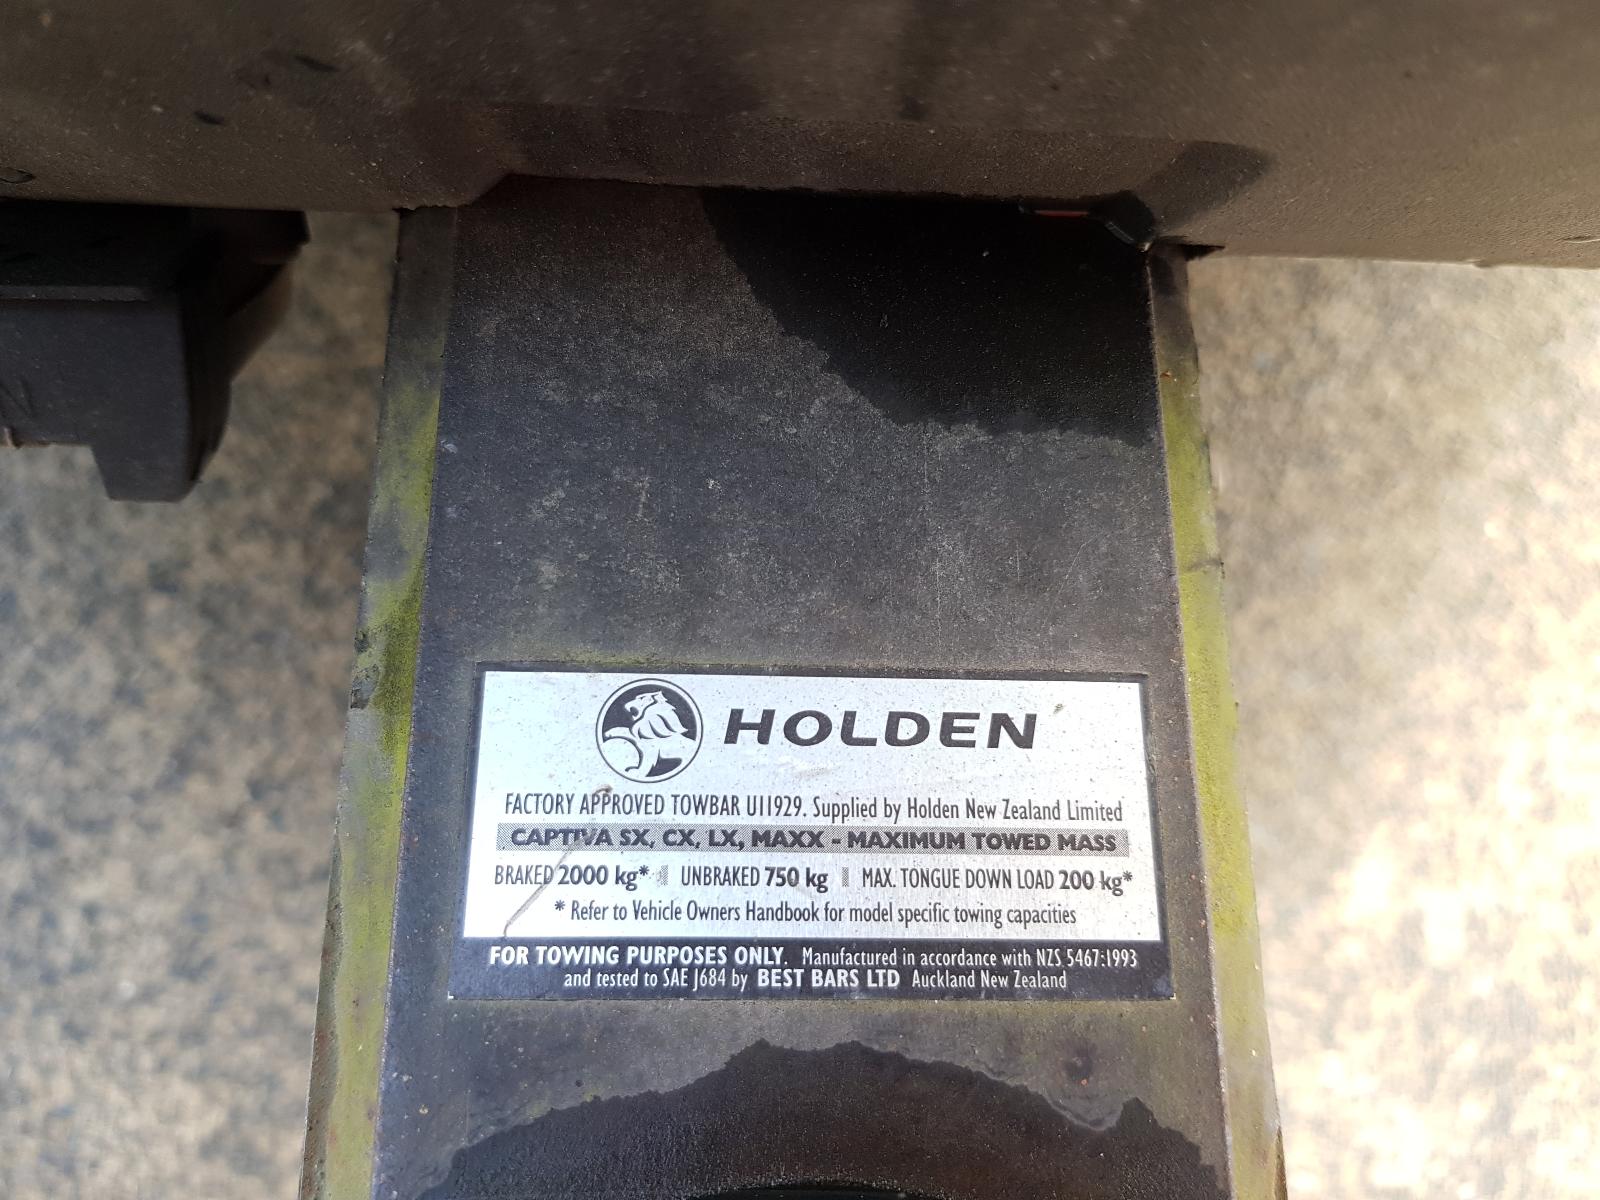 HOLDEN
FACTORY APPROVED TOWBAR U11929. Supplied by Holden New Zealand Limited
CAPTIVA SX, CX, LX, MAXX - MAXIMUM TOWED MASS
BRAKED 2000 kg* UNBRAKED 750 kg MAX. TONGUE DOWN LOAD 200 kg*
* Refer to Vehicle Owners Handbook for model specific towing capacities
FOR TOWING PURPOSES ONLY. Manufactured in accordance with NZS 5467:1993
and tested to SAE J684 by BEST BARS LTD Auckland New Zealand